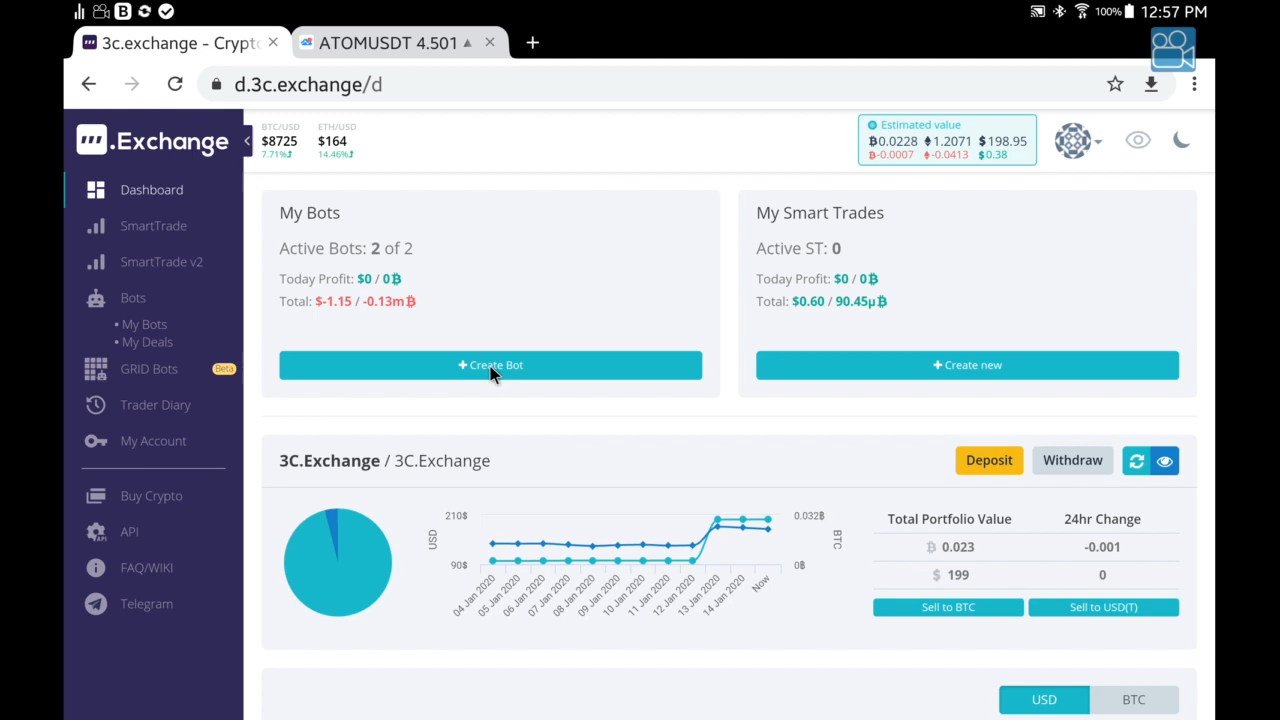 100% 12:57 PM
3c.exchange - Crypto
ATOMUSDT 4.501 ▲
d.3c.exchange/d
.Exchange
BTC/USD
$8725
7.71%
ETH/USD
$164
14.46%
Estimated value
₿0.0228 1.2071 $198.95
₿-0.0007 -0.0413 $0.38
Dashboard
SmartTrade
SmartTrade v2
Bots
• My Bots
• My Deals
GRID Bots Beta
Trader Diary
My Account
Buy Crypto
API
FAQ/WIKI
Telegram
My Bots
Active Bots: 2 of 2
Today Profit: $0 / 0₿
Total: $-1.15 / -0.13m₿
+ Create Bot
My Smart Trades
Active ST: 0
Today Profit: $0 / 0₿
Total: $0.60 / 90.45µ₿
+ Create new
3C.Exchange / 3C.Exchange
Deposit
Withdraw
210$
90$
USD
0.032₿
0₿
BTC
04 Jan 2020
05 Jan 2020
06 Jan 2020
07 Jan 2020
08 Jan 2020
09 Jan 2020
10 Jan 2020
11 Jan 2020
12 Jan 2020
13 Jan 2020
14 Jan 2020
Now
Total Portfolio Value 24hr Change
₿ 0.023 -0.001
$ 199 0
Sell to BTC
Sell to USD(T)
USD
BTC